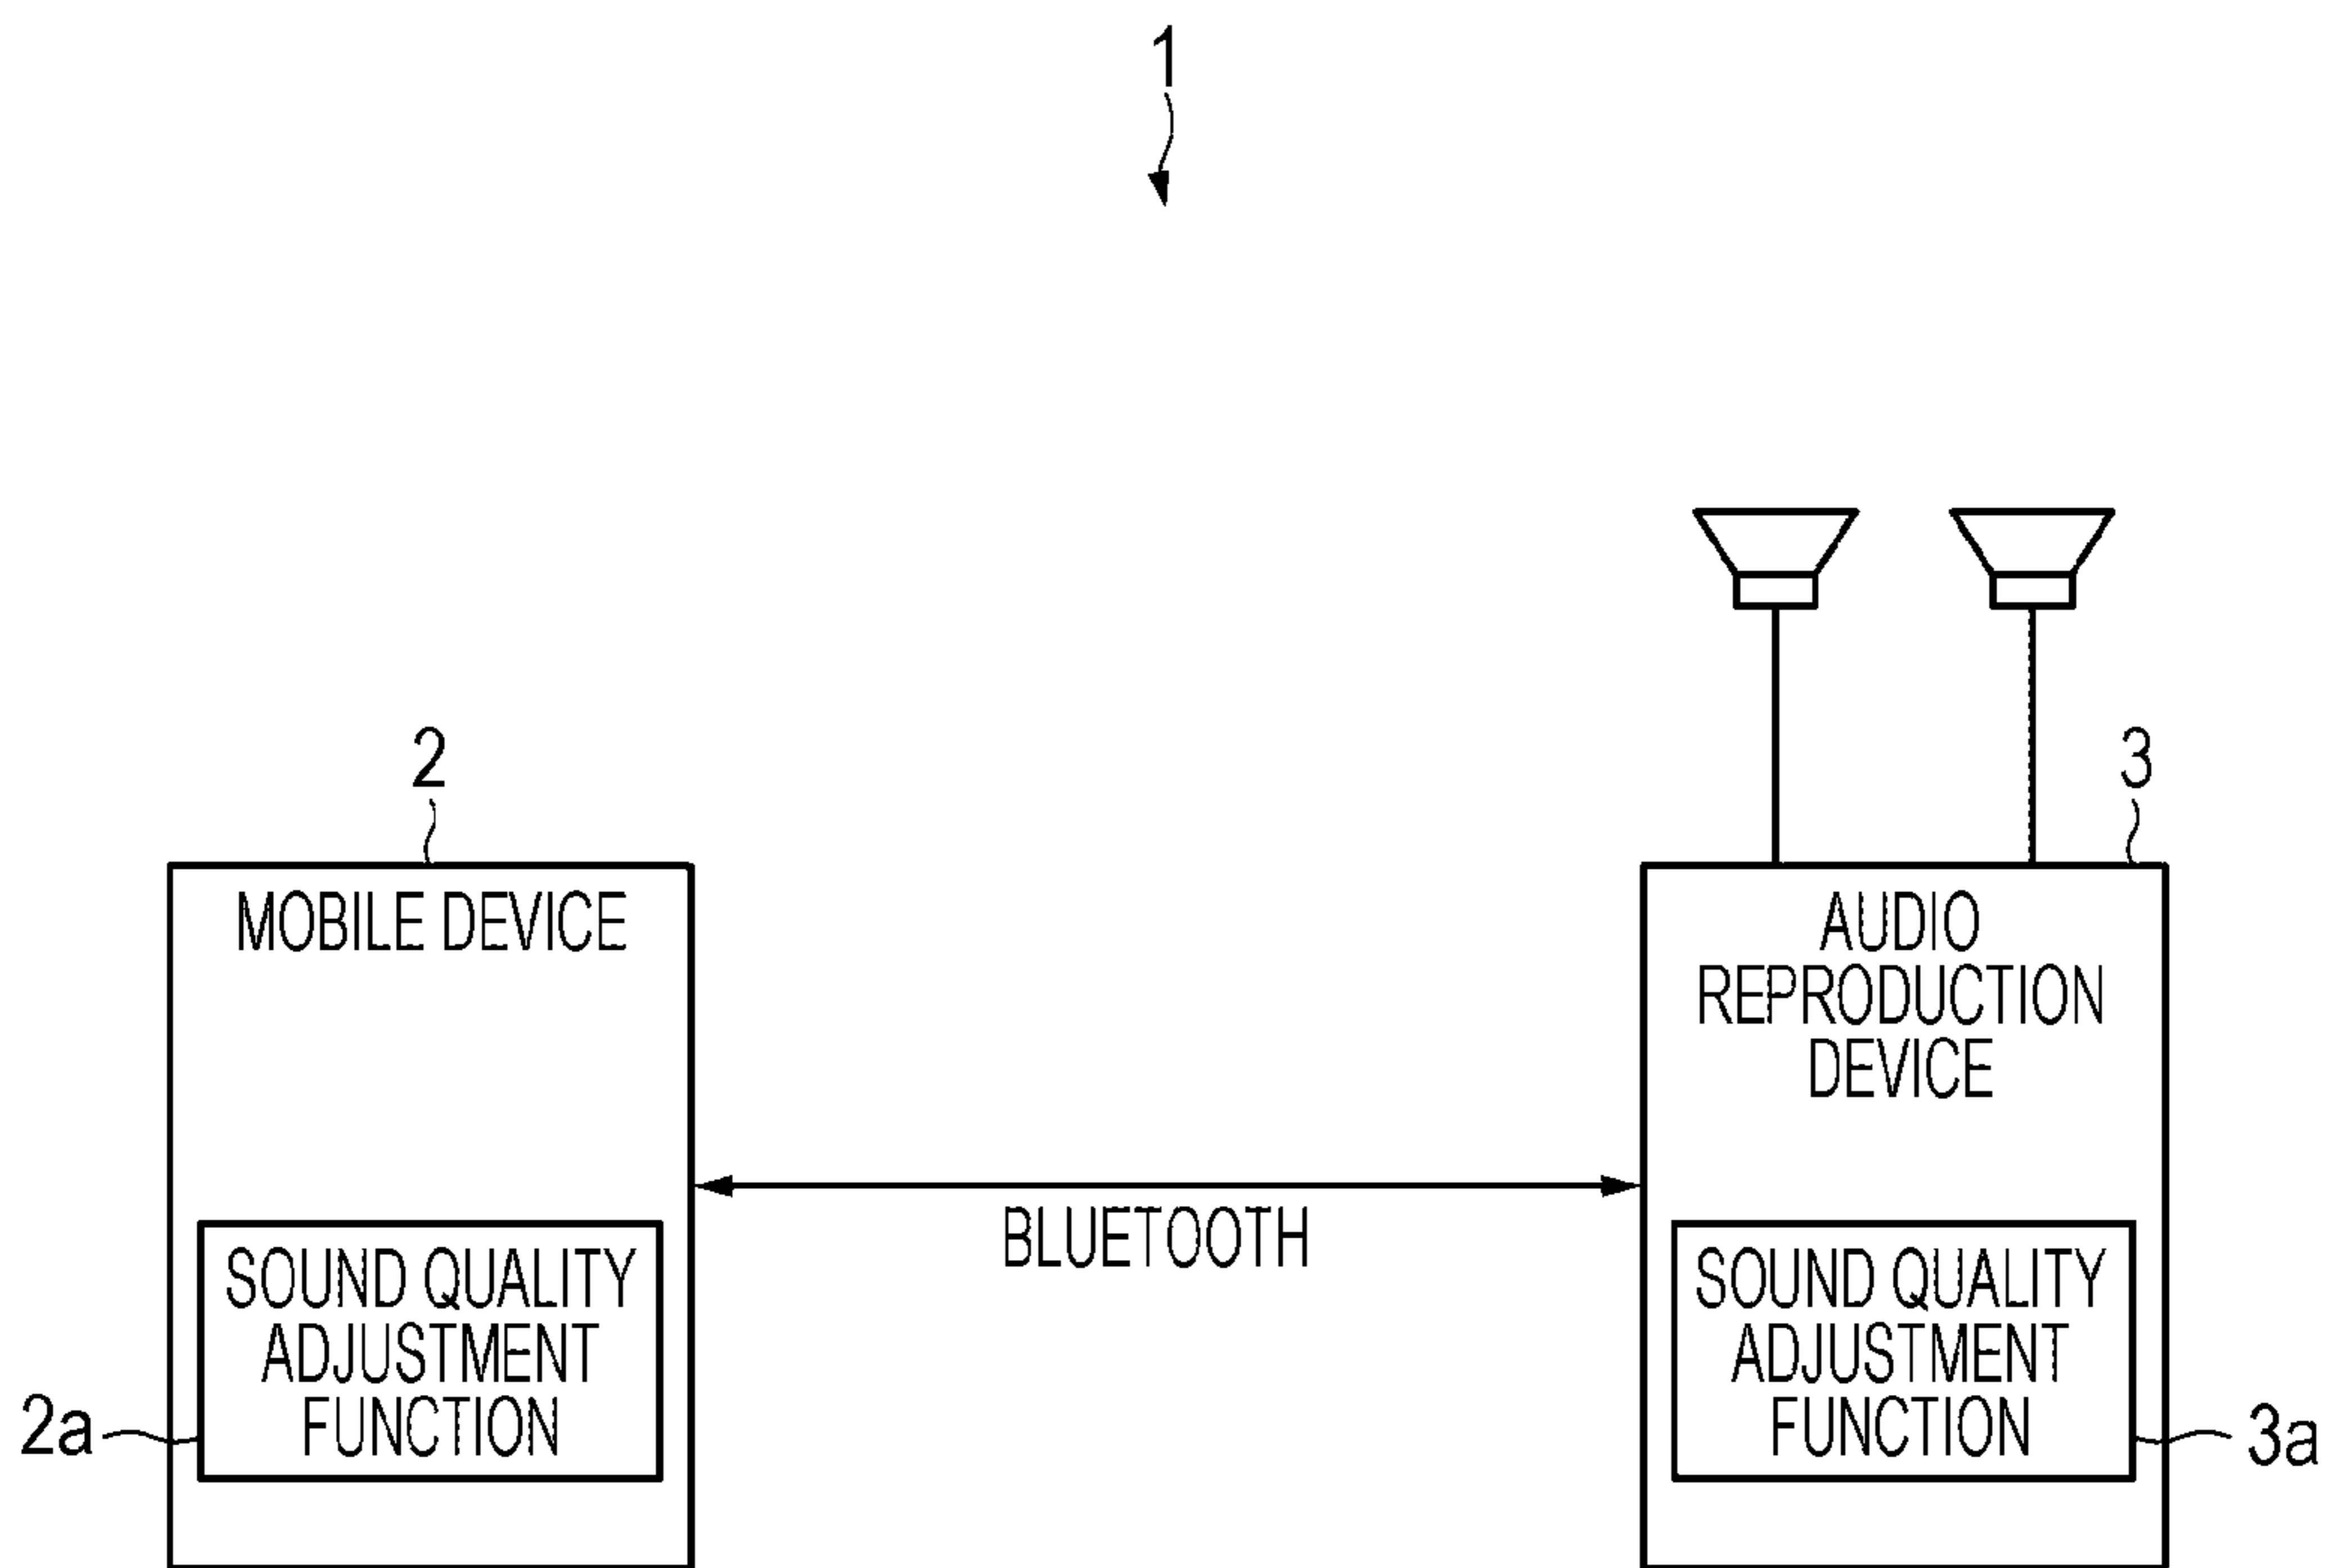 1
2
3
MOBILE DEVICE
AUDIO
REPRODUCTION
DEVICE
BLUETOOTH
SOUND QUALITY
ADJUSTMENT
FUNCTION
2a
SOUND QUALITY
ADJUSTMENT
FUNCTION
3a